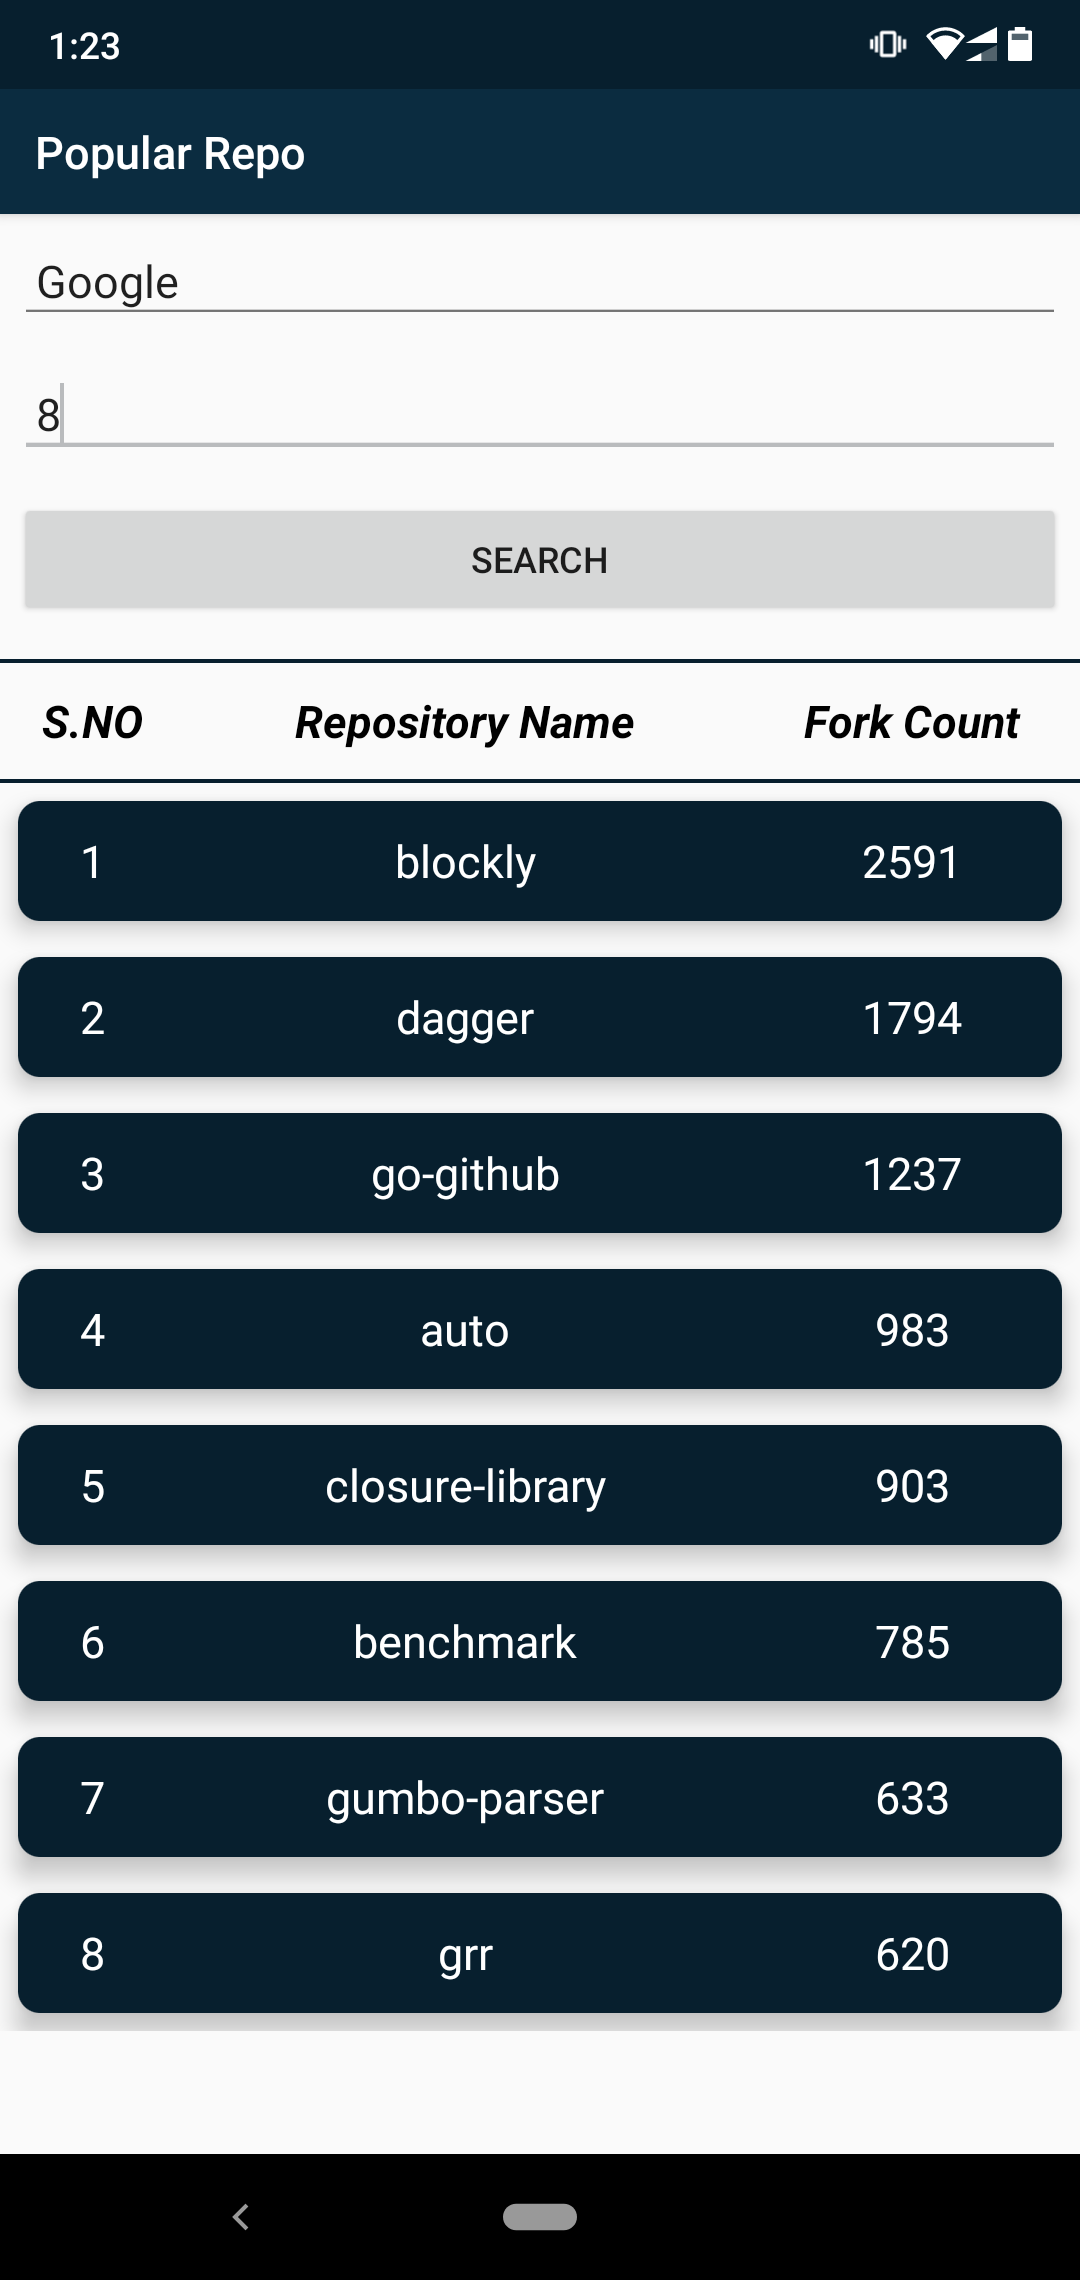 1:23
Popular Repo
Google
8
SEARCH
S.NO Repository Name Fork Count
1 blockly 2591
2 dagger 1794
3 go-github 1237
4 auto 983
5 closure-library 903
6 benchmark 785
7 gumbo-parser 633
8 grr 620